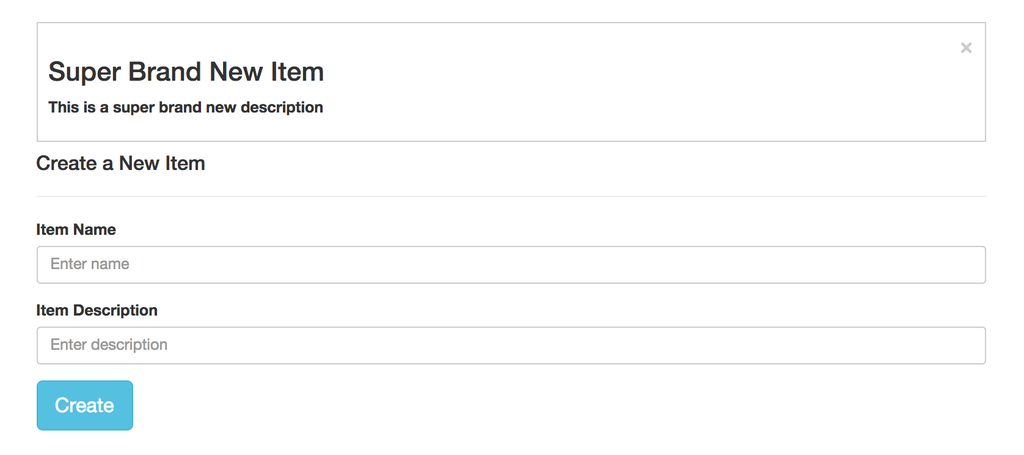 ×
Super Brand New Item
This is a super brand new description
Create a New Item
Item Name
Enter name
Item Description
Enter description
Create